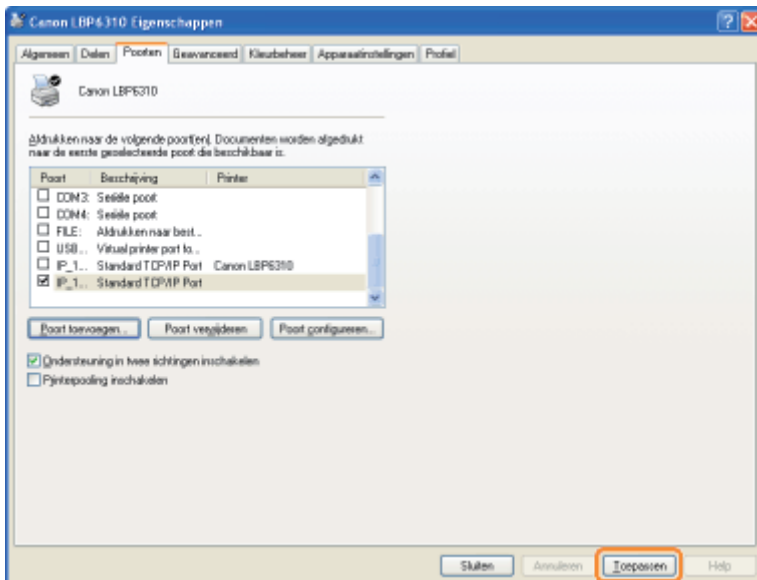 Canon LBP6310 Eigenschappen
Algemeen Delen Poorten Geavanceerd Kleurbeheer Apparaatinstellingen Profiel
Canon LBP6310
Afdrukken naar de volgende poort(en). Documenten worden afgedrukt
naar de eerste geselecteerde poort die beschikbaar is.
Poort Beschrijving Printer
COM3: Seriële poort
COM4: Seriële poort
FILE: Afdrukken naar best...
USB... Virtual printer port fo...
IP_1... Standard TCP/IP Port Canon LBP6310
IP_1... Standard TCP/IP Port
Poort toevoegen... Poort verwijderen Poort configureren...
Ondersteuning in twee richtingen inschakelen
Printerpooling inschakelen
Sluiten Annuleren Toepassen Help